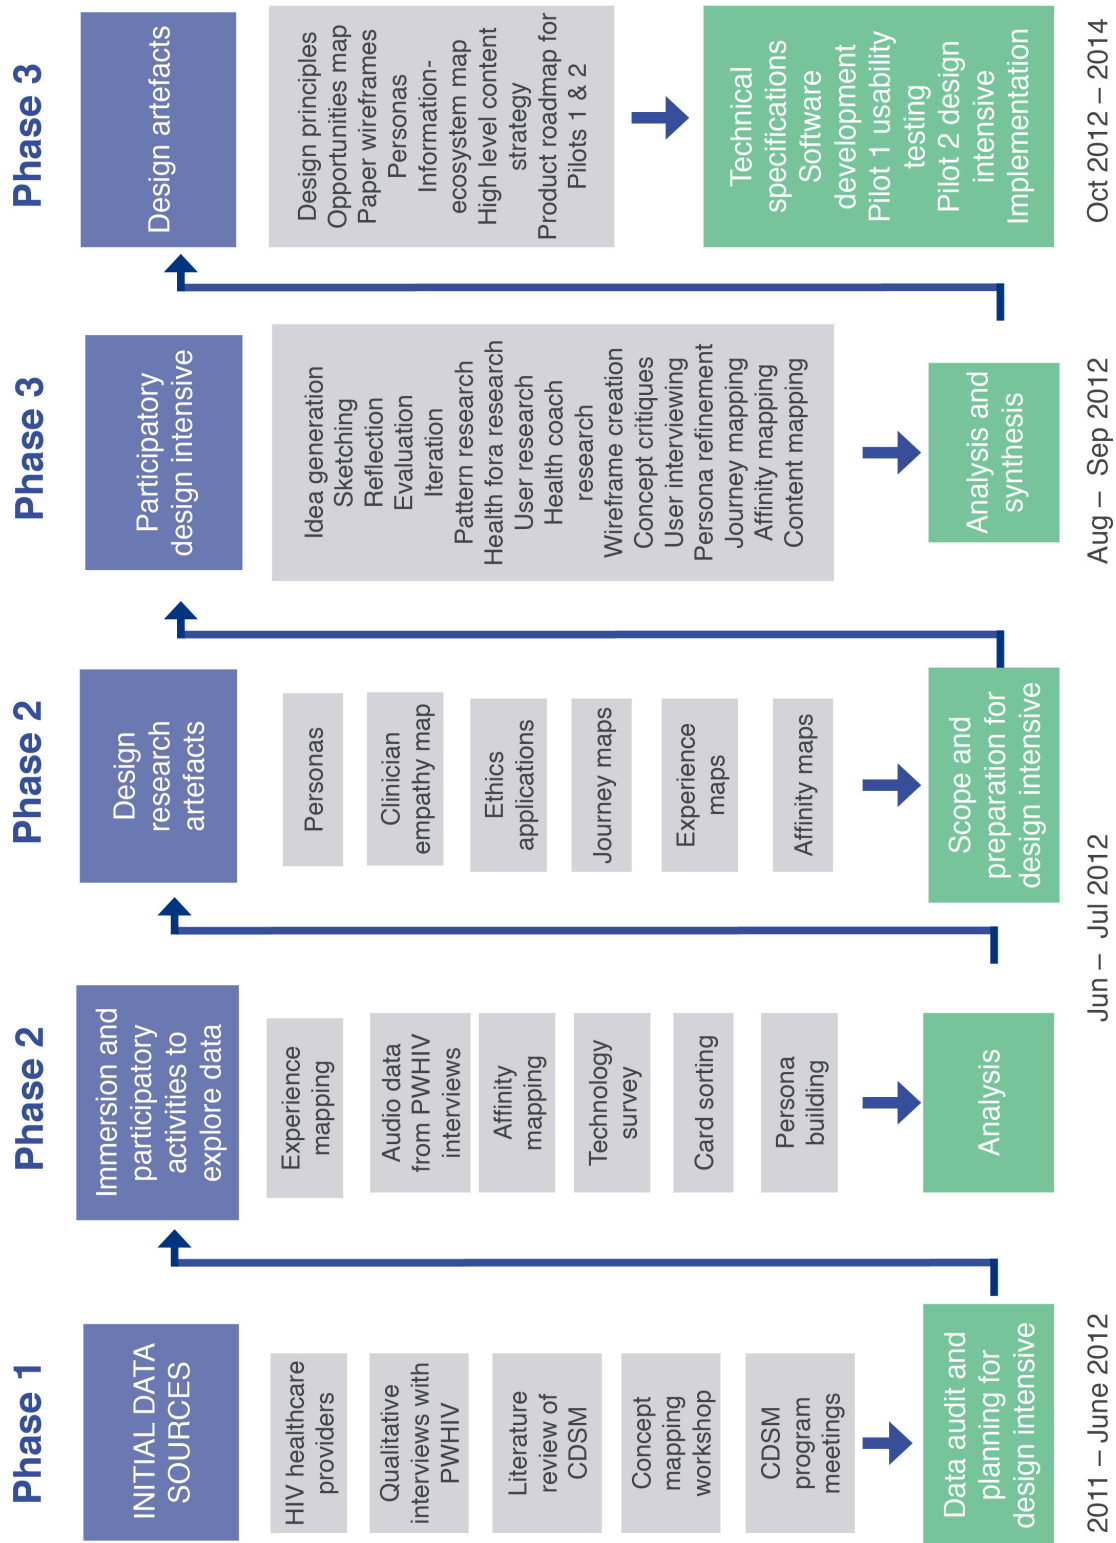 Phase 1
INITIAL DATA
SOURCES
HIV healthcare
providers
Qualitative
interviews with
PWHIV
Literature
review of
CDSM
Concept
mapping
workshop
CDSM
program
meetings
Data audit and
planning for
design intensive
2011 – June 2012
Phase 2
Immersion and
participatory
activities to
explore data
Experience
mapping
Audio data
from PWHIV
interviews
Affinity
mapping
Technology
survey
Card sorting
Persona
building
Analysis
Phase 2
Design
research
artefacts
Personas
Clinician
empathy map
Ethics
applications
Journey maps
Experience
maps
Affinity maps
Scope and
preparation for
design intensive
Jun – Jul 2012
Phase 3
Participatory
design intensive
Idea generation
Sketching
Reflection
Evaluation
Iteration
Pattern research
Health fora research
User research
Health coach
research
Wireframe creation
Concept critiques
User interviewing
Persona refinement
Journey mapping
Affinity mapping
Content mapping
Analysis and
synthesis
Aug – Sep 2012
Phase 3
Design artefacts
Design principles
Opportunities map
Paper wireframes
Personas
Information-
ecosystem map
High level content
strategy
Product roadmap for
Pilots 1 & 2
Technical
specifications
Software
development
Pilot 1 usability
testing
Pilot 2 design
intensive
Implementation
Oct 2012 – 2014